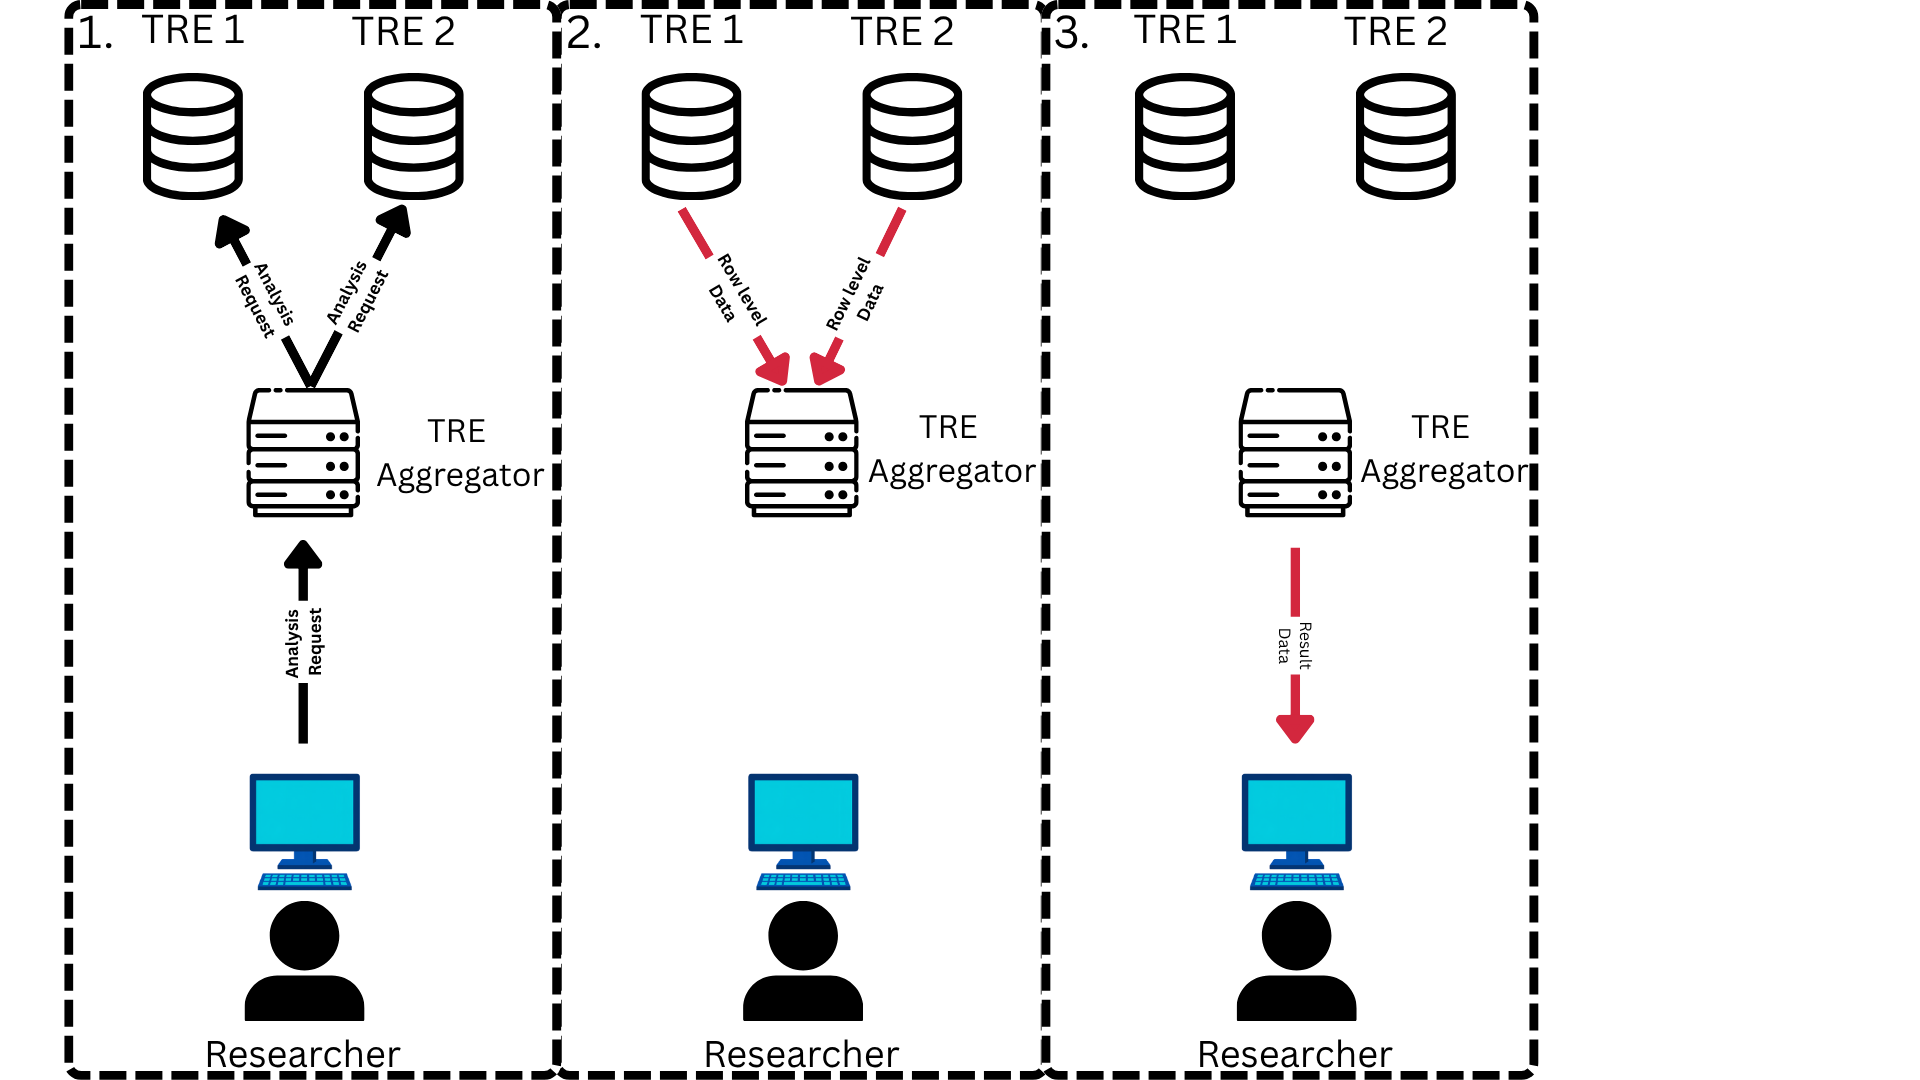 1.
TRE 1
TRE 2
Analysis
Request
Analysis
Request
TRE
Aggregator
Analysis
Request
Researcher
2.
TRE 1
TRE 2
Row level
Data
Row level
Data
TRE
Aggregator
Researcher
3.
TRE 1
TRE 2
TRE
Aggregator
Result
Data
Researcher